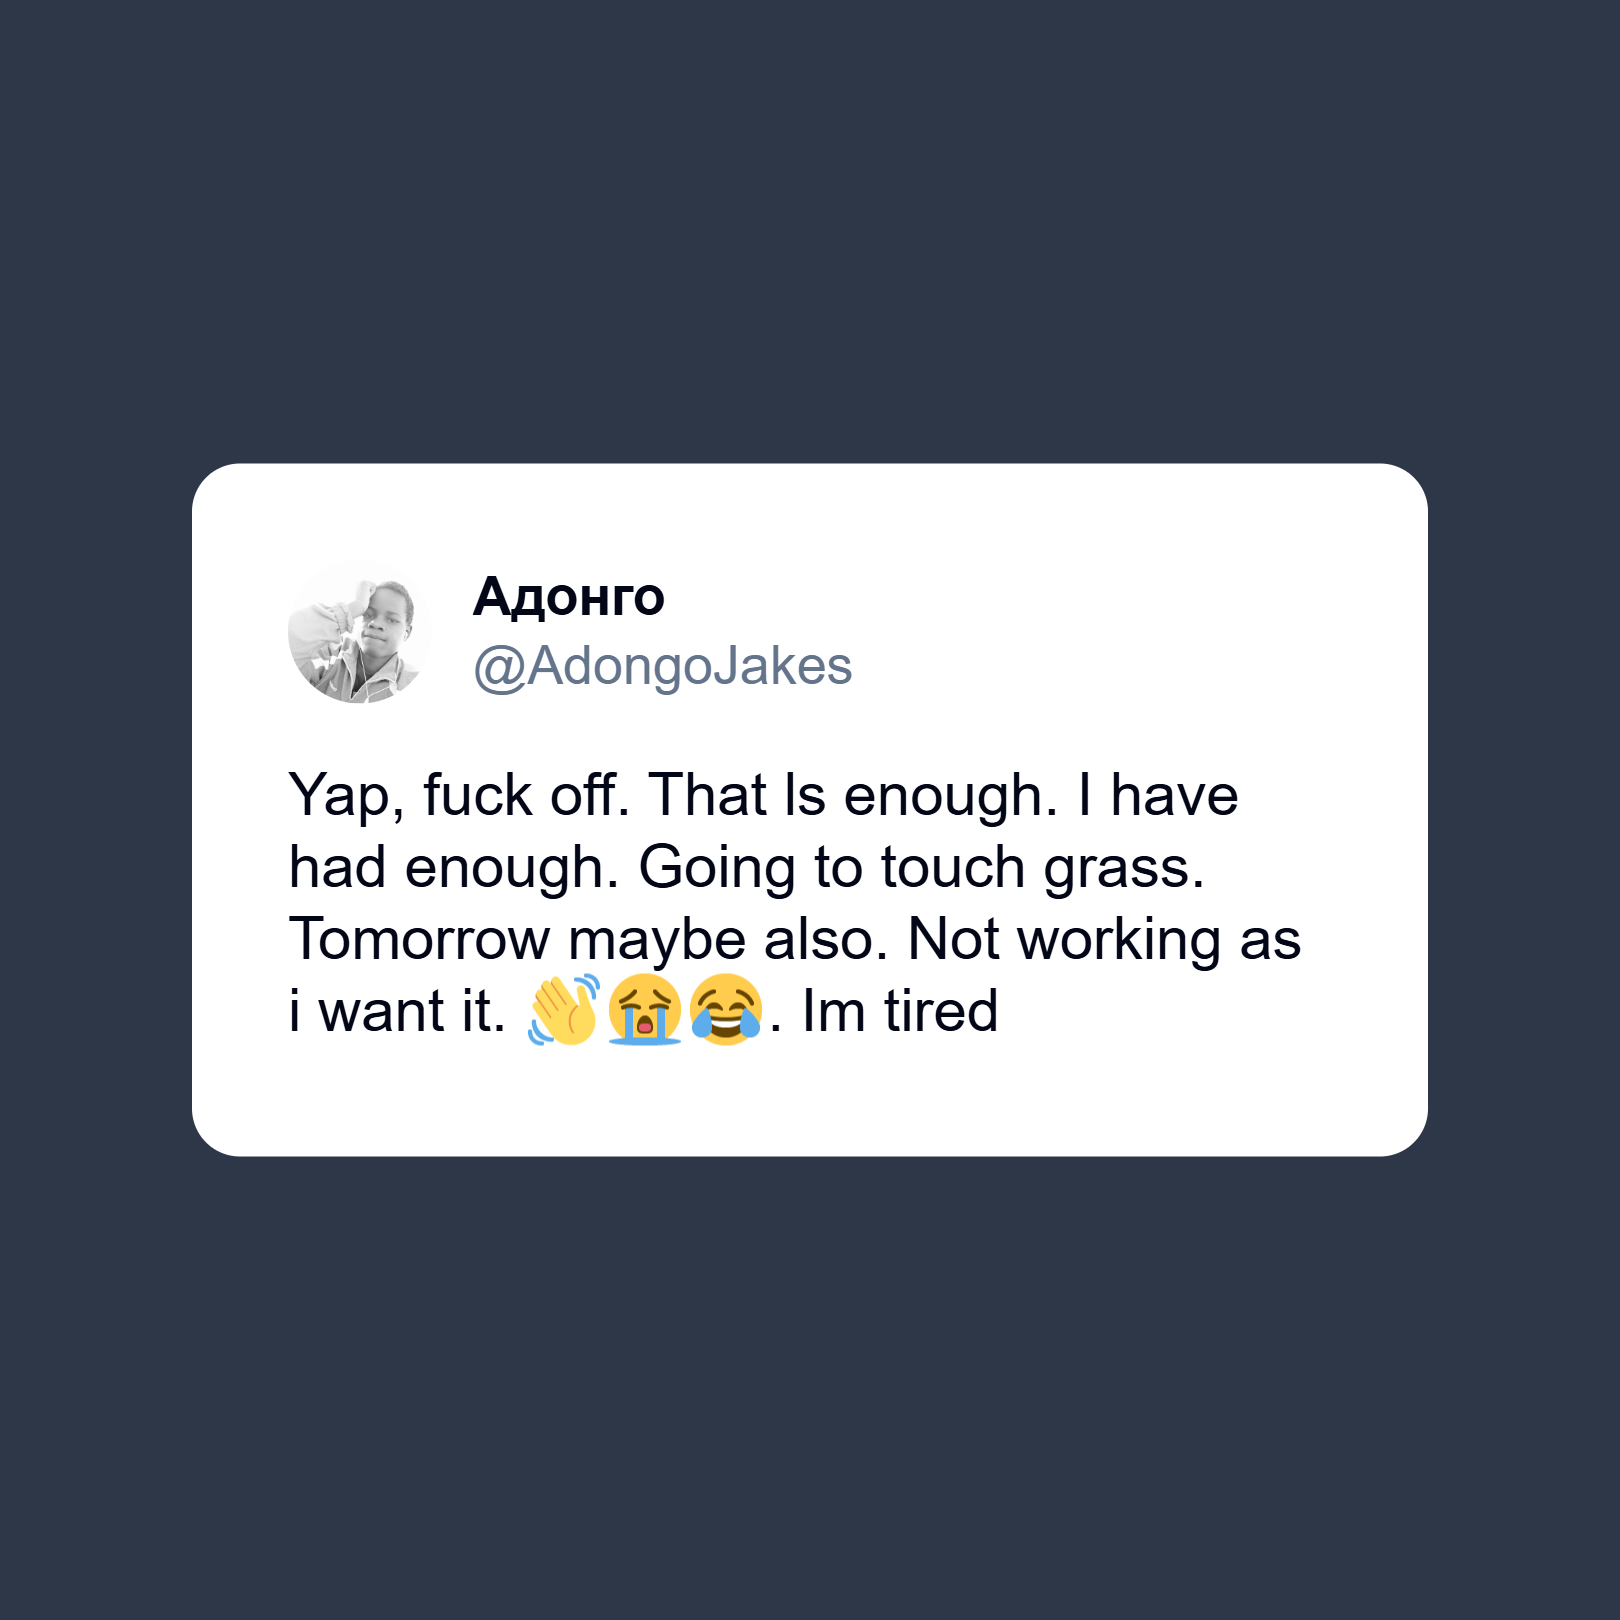 Адонго
@AdongoJakes
Yap, fuck off. That Is enough. I have
had enough. Going to touch grass.
Tomorrow maybe also. Not working as
i want it. 👋😭😂. Im tired